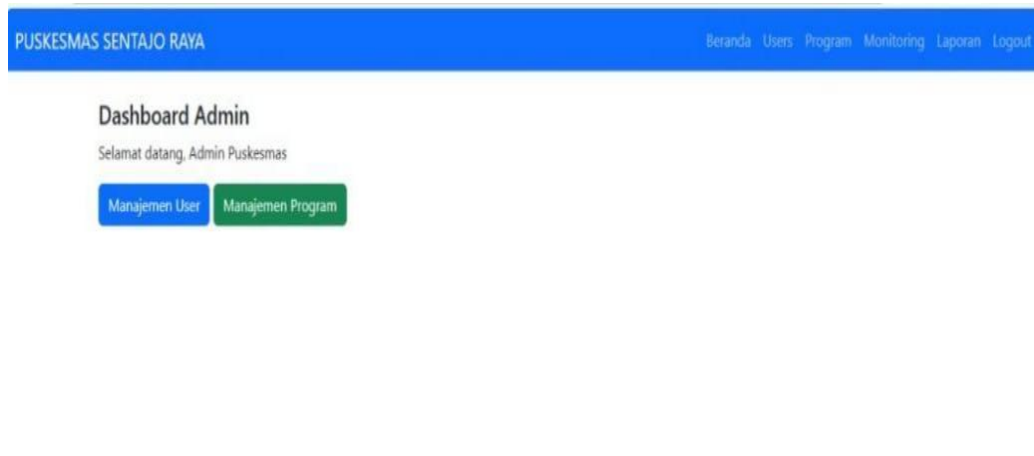 PUSKESMAS SENTAJO RAYA
Beranda Users Program Monitoring Laporan Logout
Dashboard Admin
Selamat datang, Admin Puskesmas
Manajemen User Manajemen Program